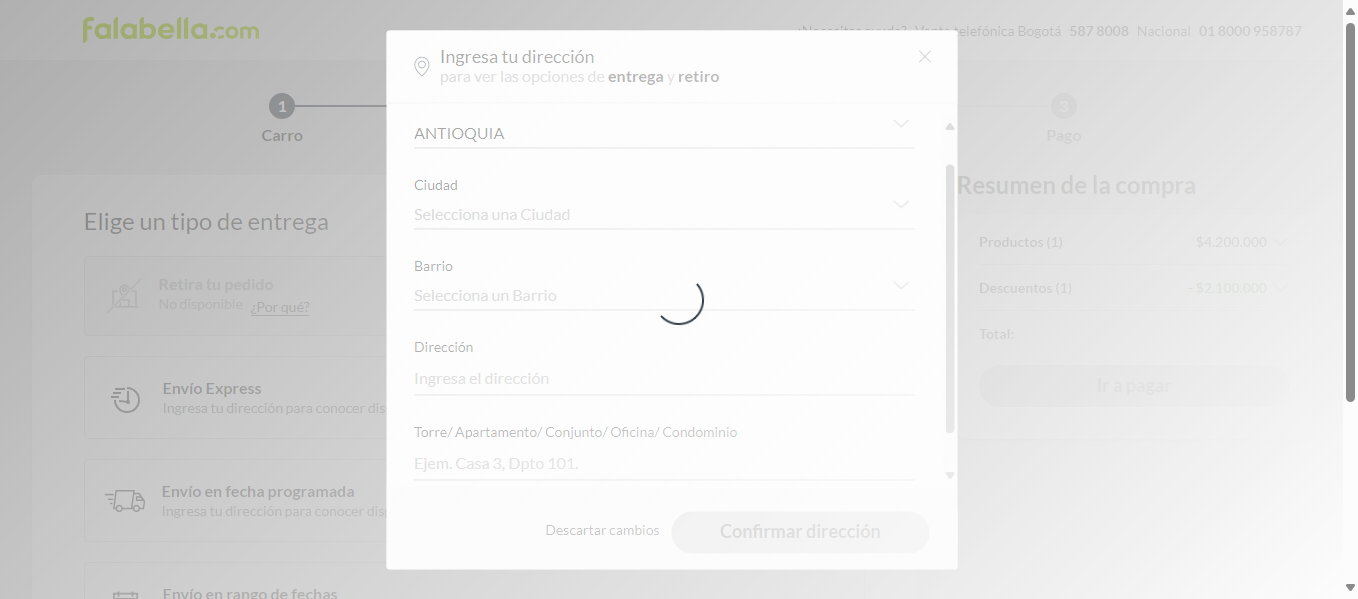 falabella.com
¿Necesitas ayuda? Venta telefónica Bogotá 587 8008 Nacional 01 8000 958787
Ingresa tu dirección
para ver las opciones de entrega y retiro
1
3
Carro
Pago
ANTIOQUIA
Ciudad
Selecciona una Ciudad
Barrio
Selecciona un Barrio
Dirección
Ingresa el dirección
Torre/ Apartamento/ Conjunto/ Oficina/ Condominio
Ejem. Casa 3, Dpto 101.
Descartar cambios
Confirmar dirección
Elige un tipo de entrega
Retira tu pedido
No disponible ¿Por qué?
Envío Express
Ingresa tu dirección para conocer dis
Envío en fecha programada
Ingresa tu dirección para conocer dis
Envío en rango de fechas
Resumen de la compra
Productos (1) $4.200.000
Descuentos (1) - $2.100.000
Total:
Ir a pagar